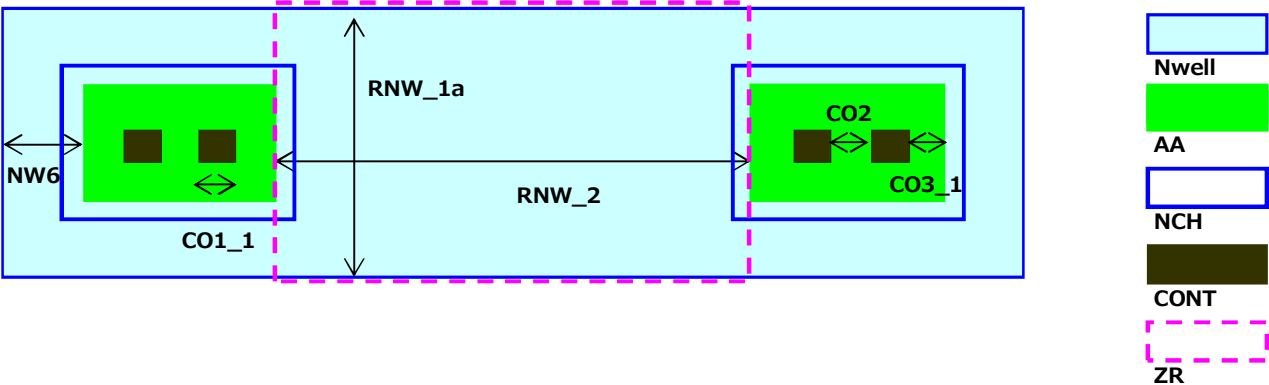 RNW_1a
NW6
CO1_1
RNW_2
CO2
CO3_1
Nwell
AA
NCH
CONT
ZR